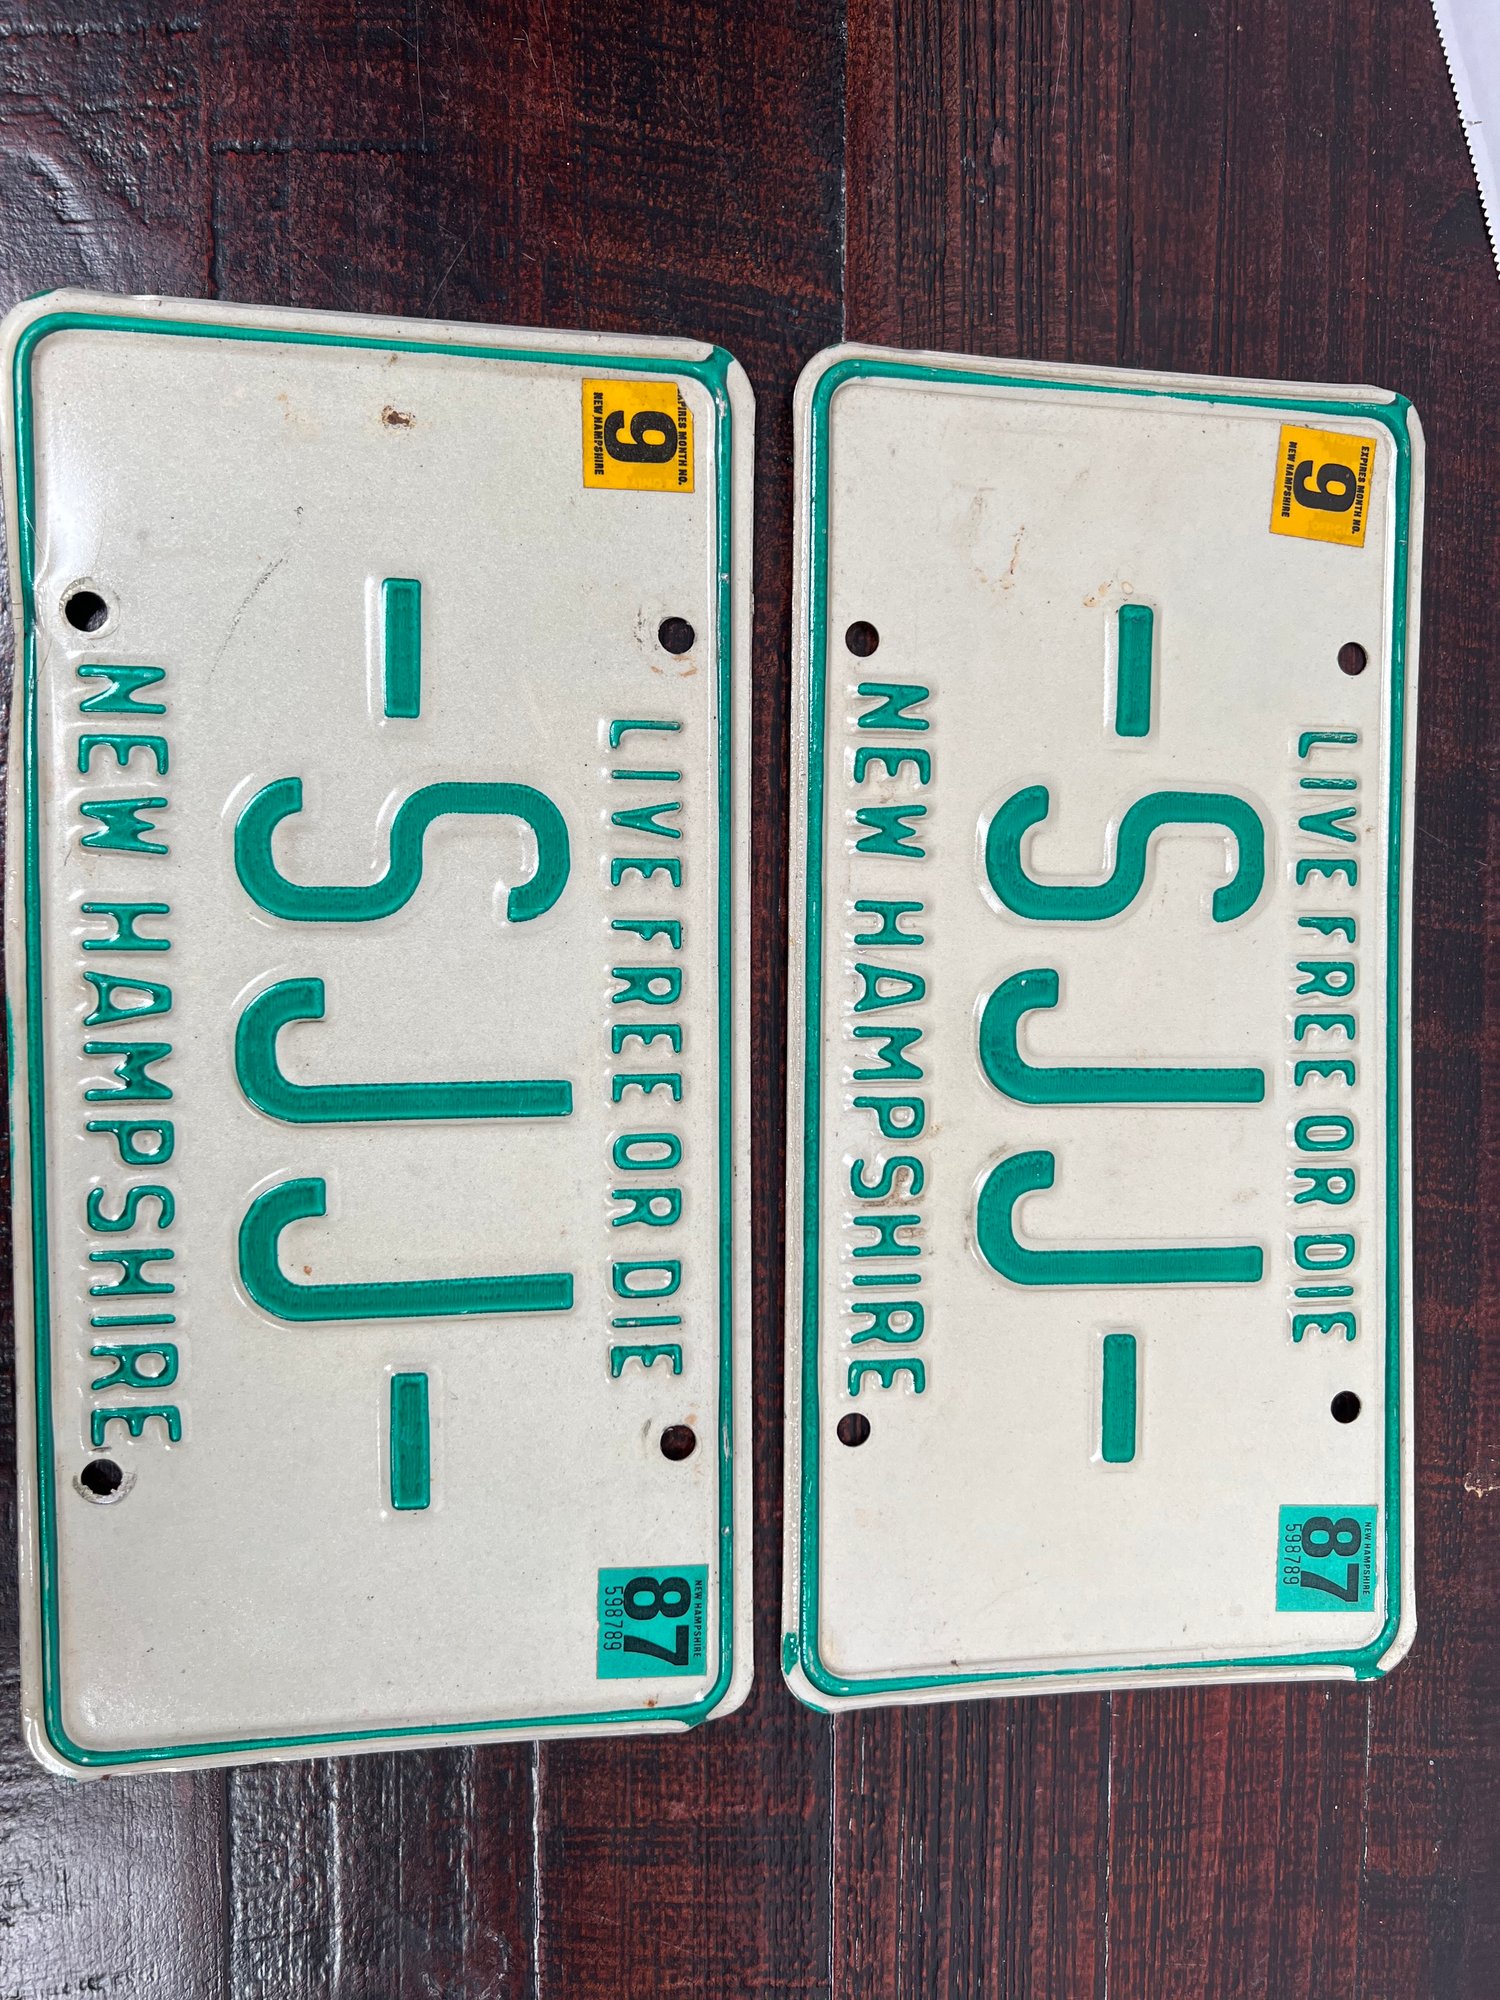 EXPIRES MONTH NO.
9
NEW HAMPSHIRE
LIVE FREE OR DIE
NEW HAMPSHIRE
87
598789
-SJJ-
NEW HAMPSHIRE
XPIRES MONTH NO.
9
NEW HAMPSHIRE
LIVE FREE OR DIE
NEW HAMPSHIRE
87
598789
-SJJ-
NEW HAMPSHIRE